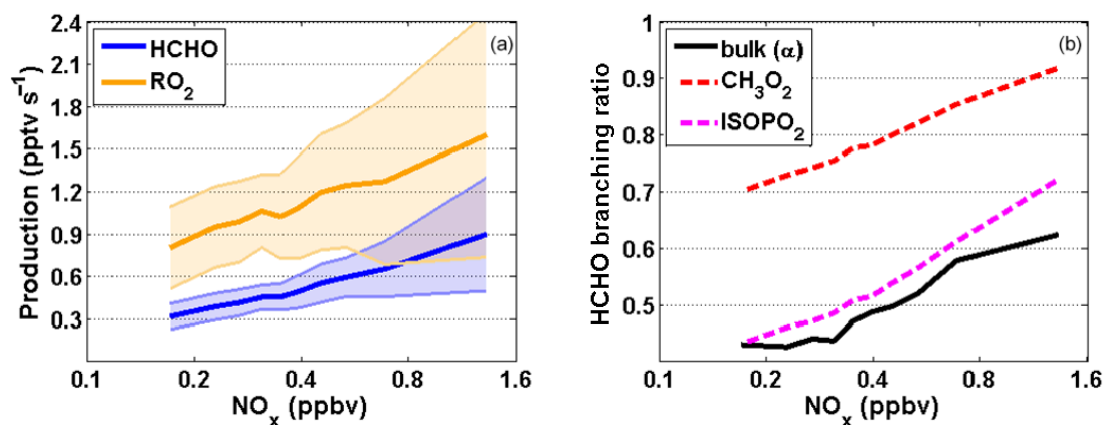 (a)
HCHO
RO2
Production (pptv s−1)
2.4
2.1
1.8
1.5
1.2
0.9
0.6
0.3
0.1
0.2
0.4
0.8
1.6
NOx (ppbv)
(b)
bulk (α)
CH3O2
ISOPO2
HCHO branching ratio
1
0.9
0.8
0.7
0.6
0.5
0.1
0.2
0.4
0.8
1.6
NOx (ppbv)